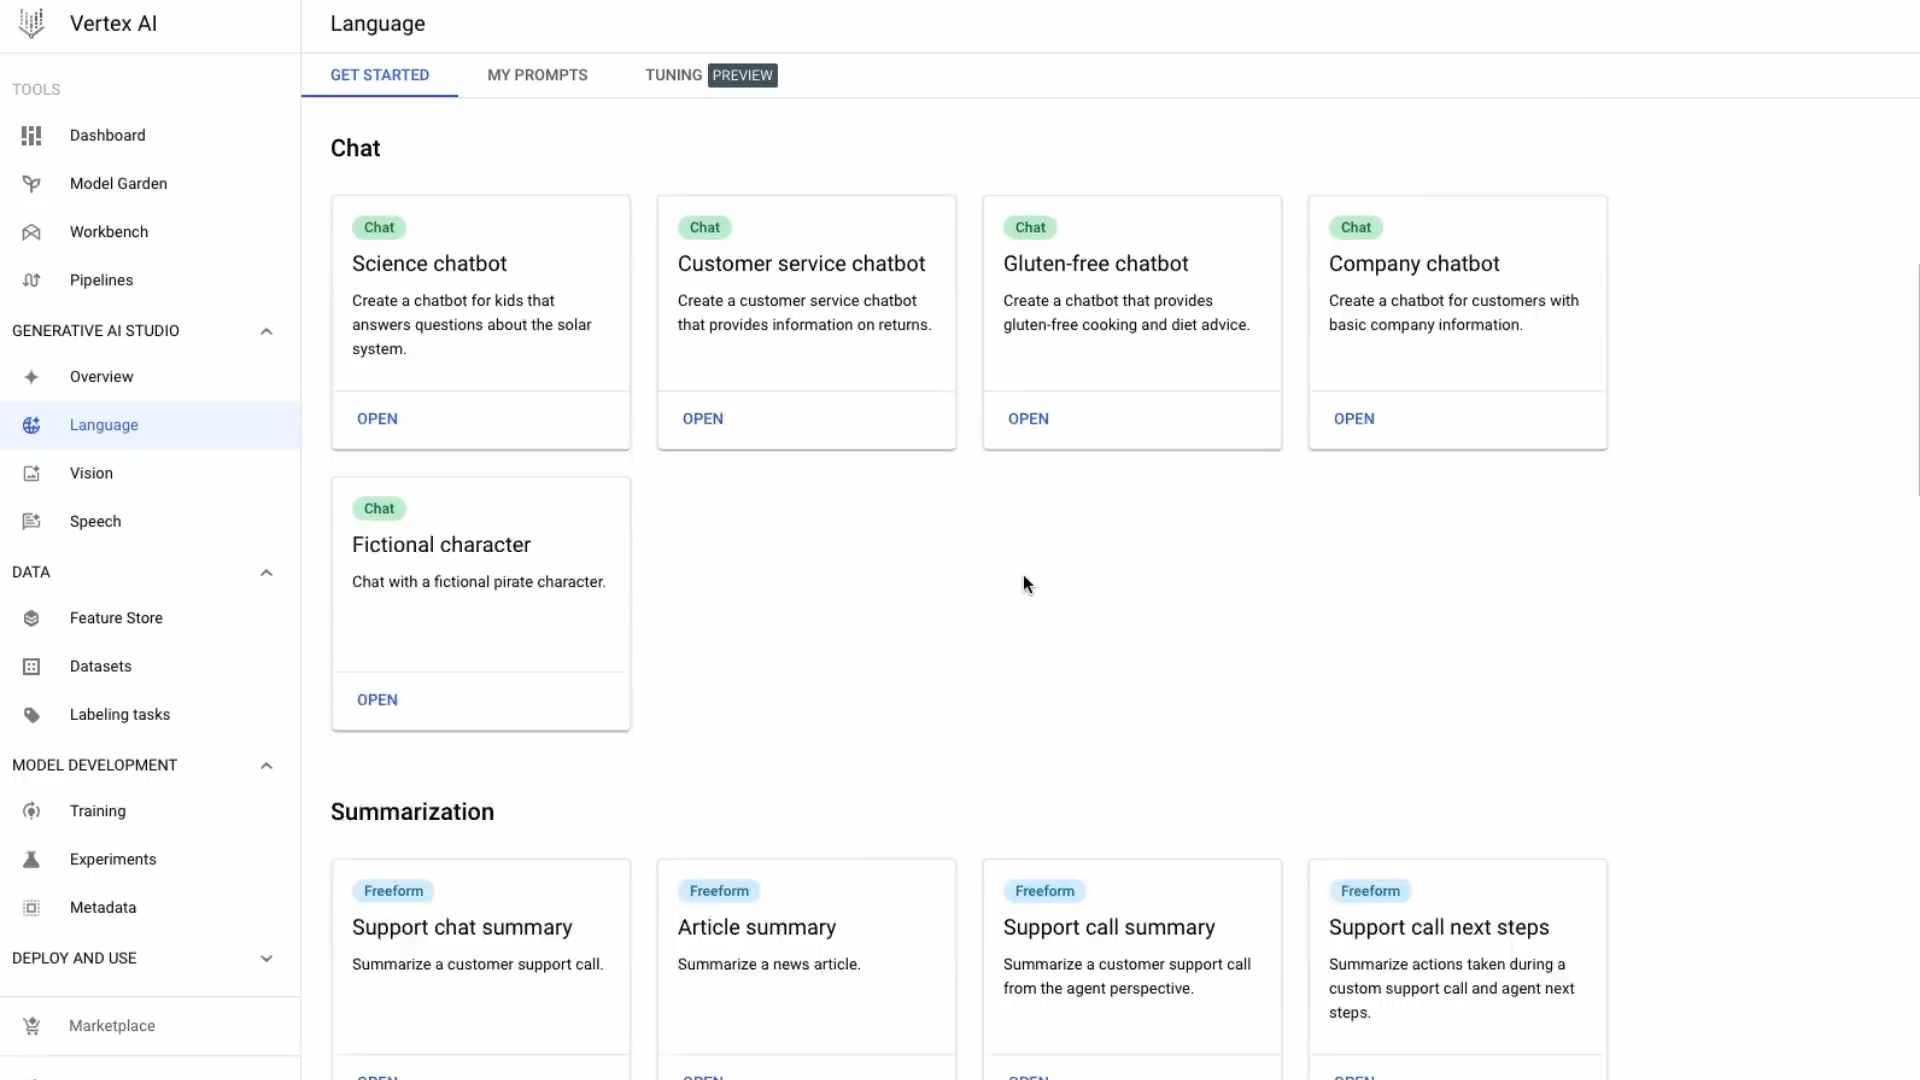 Vertex AI
Language
GET STARTED
MY PROMPTS
TUNING PREVIEW
TOOLS
Dashboard
Model Garden
Workbench
Pipelines
GENERATIVE AI STUDIO
Overview
Language
Vision
Speech
DATA
Feature Store
Datasets
Labeling tasks
MODEL DEVELOPMENT
Training
Experiments
Metadata
DEPLOY AND USE
Marketplace
Chat
Chat
Science chatbot
Create a chatbot for kids that
answers questions about the solar
system.
OPEN
Chat
Customer service chatbot
Create a customer service chatbot
that provides information on returns.
OPEN
Chat
Gluten-free chatbot
Create a chatbot that provides
gluten-free cooking and diet advice.
OPEN
Chat
Company chatbot
Create a chatbot for customers with
basic company information.
OPEN
Chat
Fictional character
Chat with a fictional pirate character.
OPEN
Summarization
Freeform
Support chat summary
Summarize a customer support call.
OPEN
Freeform
Article summary
Summarize a news article.
OPEN
Freeform
Support call summary
Summarize a customer support call
from the agent perspective.
OPEN
Freeform
Support call next steps
Summarize actions taken during a
custom support call and agent next
steps.
OPEN